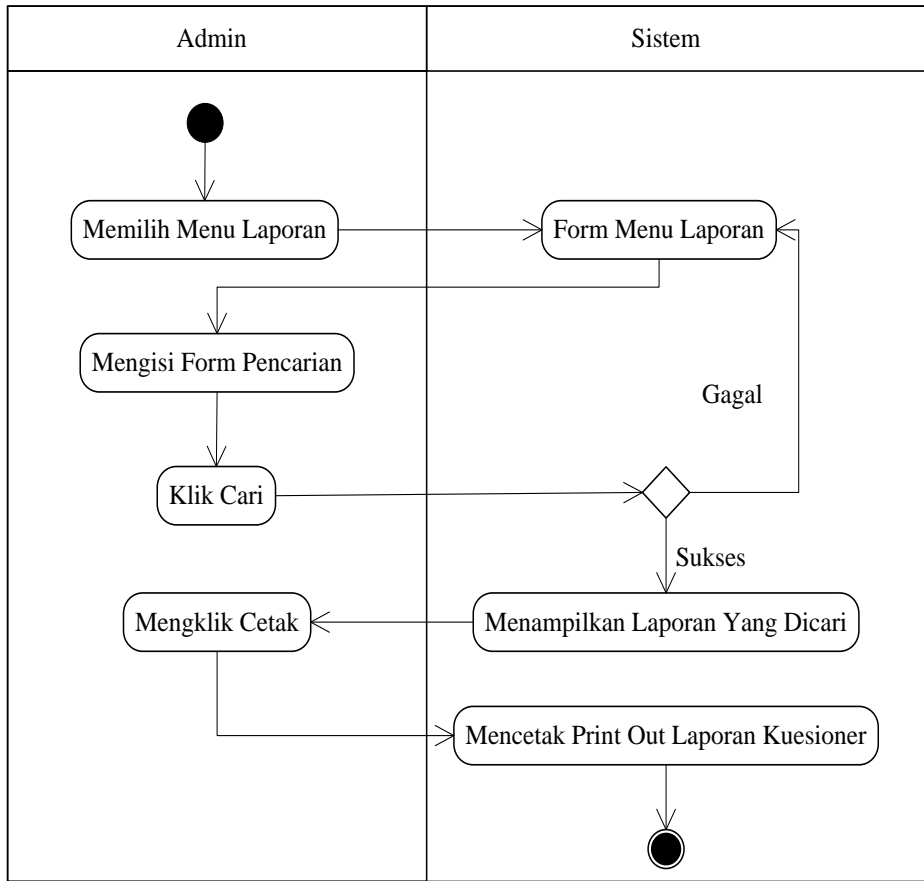 Admin
Sistem
Memilih Menu Laporan
Form Menu Laporan
Mengisi Form Pencarian
Gagal
Klik Cari
Sukses
Mengklik Cetak
Menampilkan Laporan Yang Dicari
Mencetak Print Out Laporan Kuesioner